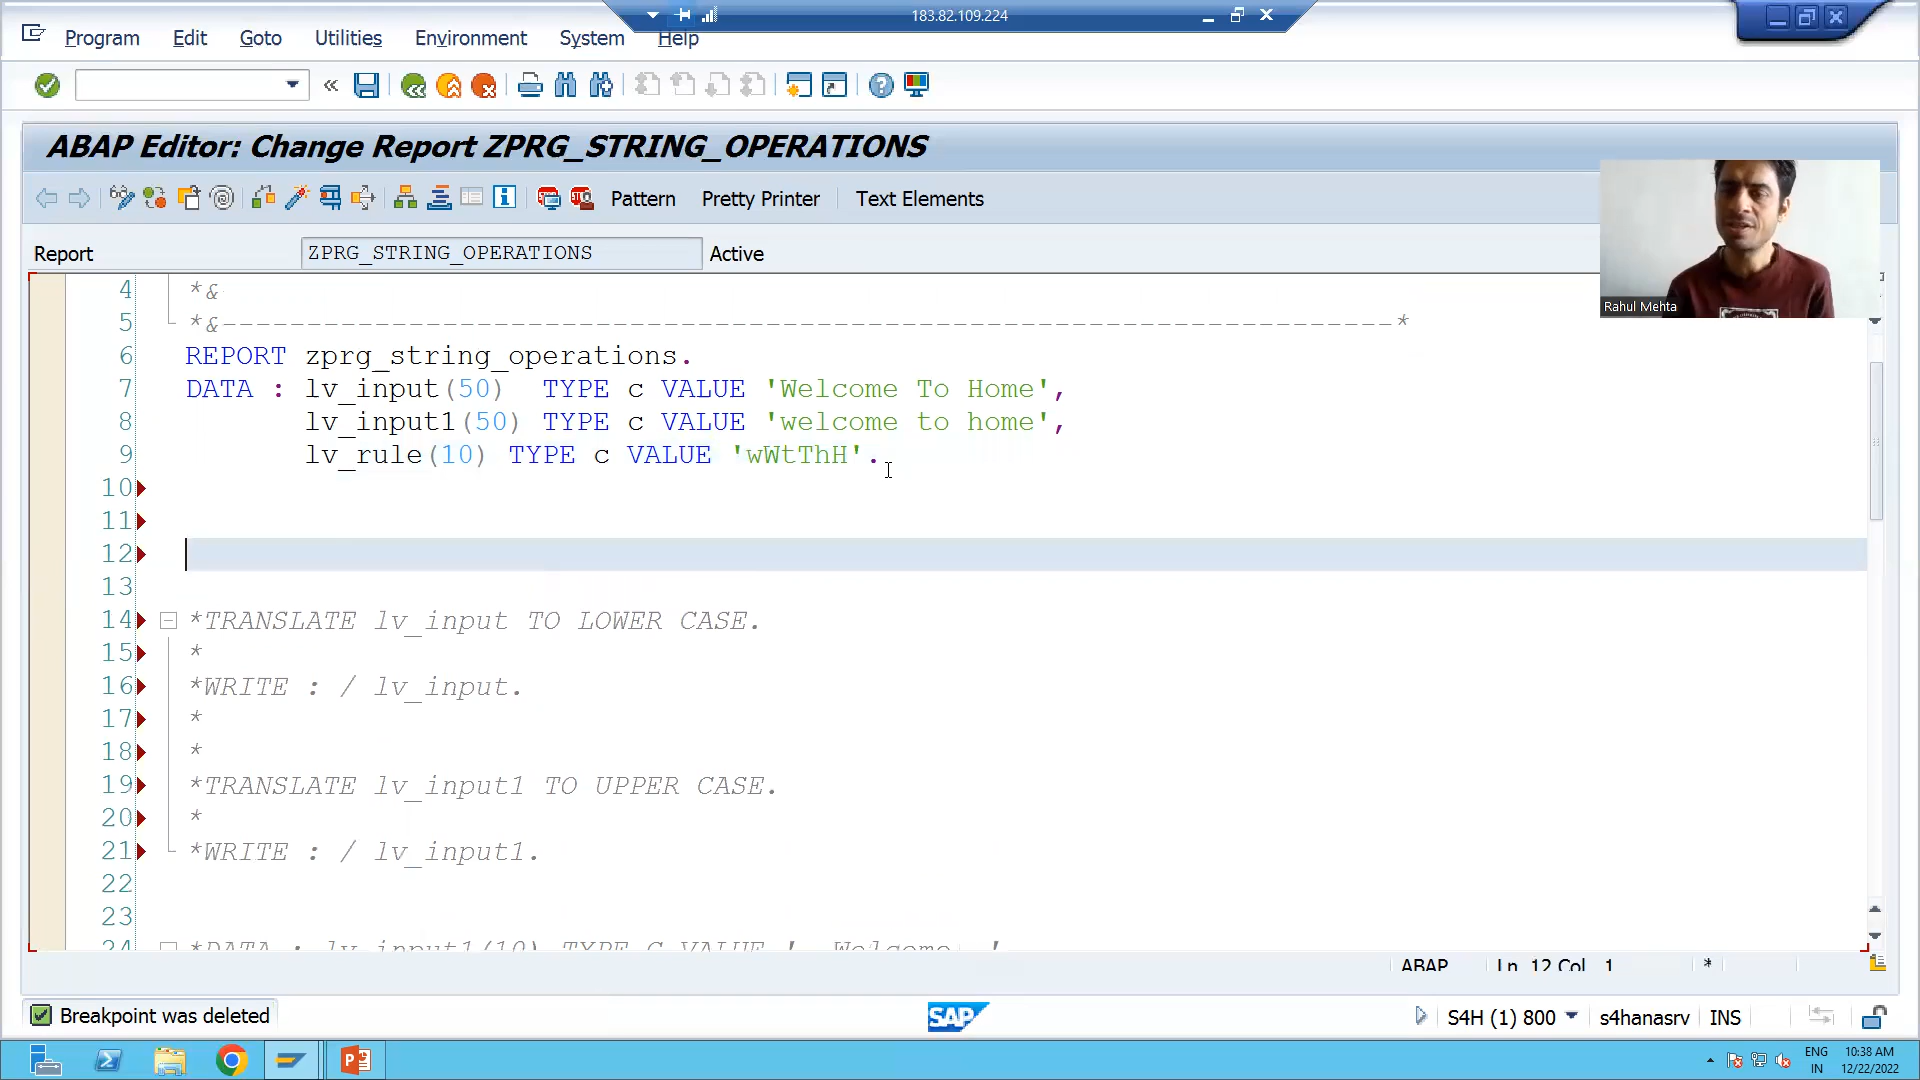 183.82.109.224
Program Edit Goto Utilities Environment System Help
ABAP Editor: Change Report ZPRG_STRING_OPERATIONS
Pattern Pretty Printer Text Elements
Report ZPRG_STRING_OPERATIONS Active
Rahul Mehta
4 *&
5 *&---------------------------------------------------------------------*
6 REPORT zprg_string_operations.
7 DATA : lv_input(50)  TYPE c VALUE 'Welcome To Home',
8 lv_input1(50) TYPE c VALUE 'welcome to home',
9 lv_rule(10) TYPE c VALUE 'wWtThH'.
10
11
12
13
14 *TRANSLATE lv_input TO LOWER CASE.
15 *
16 *WRITE : / lv_input.
17 *
18 *
19 *TRANSLATE lv_input1 TO UPPER CASE.
20 *
21 *WRITE : / lv_input1.
22
23
24 *DATA : lv_input1(10) TYPE C VALUE '  Welcome  '
ABAP Ln 12 Col 1 *
Breakpoint was deleted
SAP
S4H (1) 800 s4hanasrv INS
ENG 10:38 AM
IN 12/22/2022